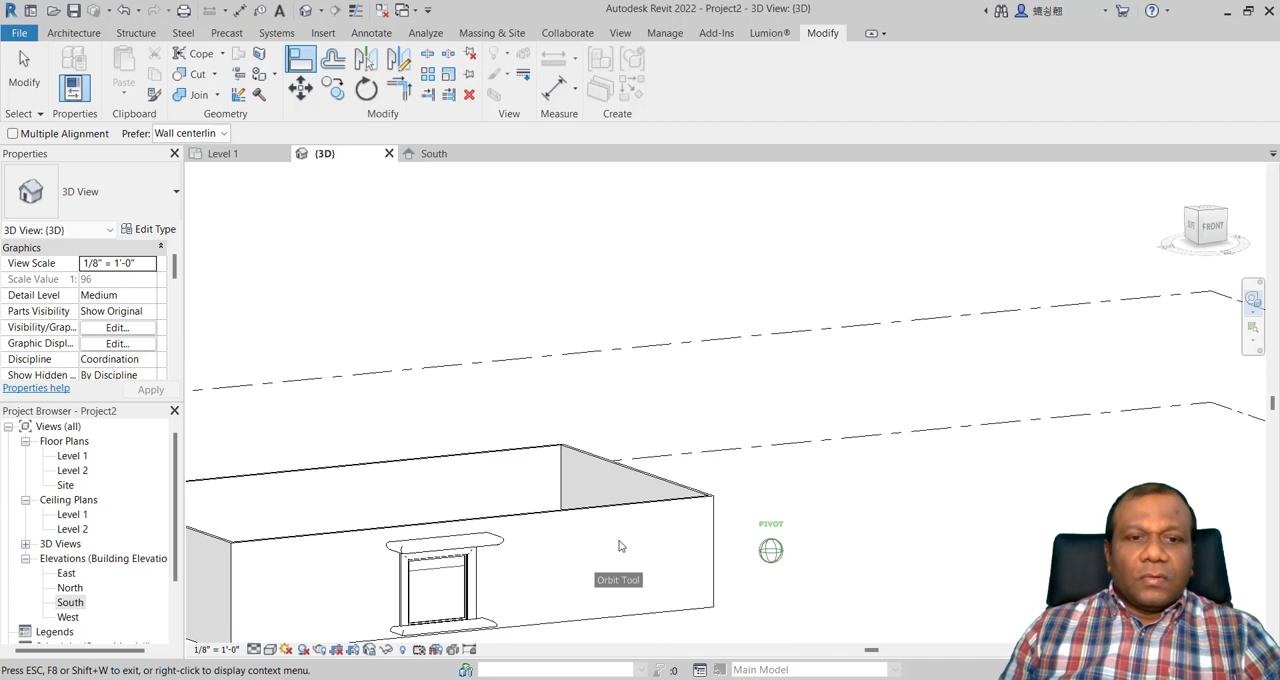 Autodesk Revit 2022 - Project2 - 3D View: {3D}
File Architecture Structure Steel Precast Systems Insert Annotate Analyze Massing & Site Collaborate View Manage Add-Ins Lumion® Modify
Cope
Cut
Join
Modify
Paste
Select Properties Clipboard Geometry Modify View Measure Create
Multiple Alignment Prefer: Wall centerlin
Properties
Level 1 {3D} South
3D View
3D View: {3D} Edit Type
Graphics
View Scale 1/8" = 1'-0"
Scale Value 1: 96
Detail Level Medium
Parts Visibility Show Original
Visibility/Grap... Edit...
Graphic Displ... Edit...
Discipline Coordination
Show Hidden ... By Discipline
Properties help Apply
Project Browser - Project2
Views (all)
Floor Plans
Level 1
Level 2
Site
Ceiling Plans
Level 1
Level 2
3D Views
Elevations (Building Elevatio
East
North
South
West
Legends
FRONT
PIVOT
Orbit Tool
1/8" = 1'-0"
Press ESC, F8 or Shift+W to exit, or right-click to display context menu.
:0
Main Model